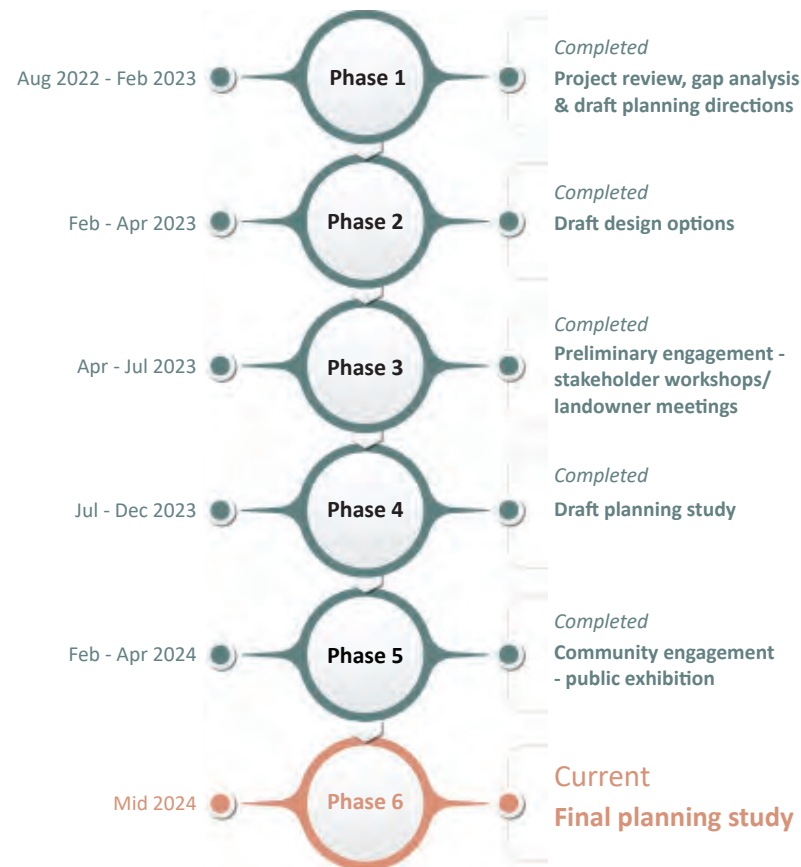 Aug 2022 - Feb 2023
Phase 1
Completed
Project review, gap analysis
& draft planning directions
Feb - Apr 2023
Phase 2
Completed
Draft design options
Apr - Jul 2023
Phase 3
Completed
Preliminary engagement -
stakeholder workshops/
landowner meetings
Jul - Dec 2023
Phase 4
Completed
Draft planning study
Feb - Apr 2024
Phase 5
Completed
Community engagement
- public exhibition
Mid 2024
Phase 6
Current
Final planning study